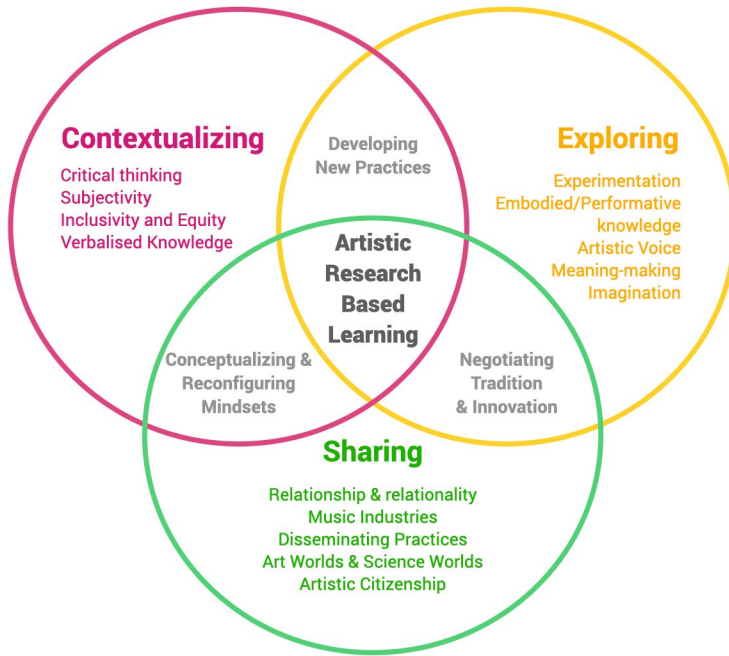 Contextualizing
Critical thinking
Subjectivity
Inclusivity and Equity
Verbalised Knowledge
Developing
New Practices
Exploring
Experimentation
Embodied/Performative
knowledge
Artistic Voice
Meaning-making
Imagination
Artistic
Research
Based
Learning
Conceptualizing &
Reconfiguring
Mindsets
Negotiating
Tradition
& Innovation
Sharing
Relationship & relationality
Music Industries
Disseminating Practices
Art Worlds & Science Worlds
Artistic Citizenship